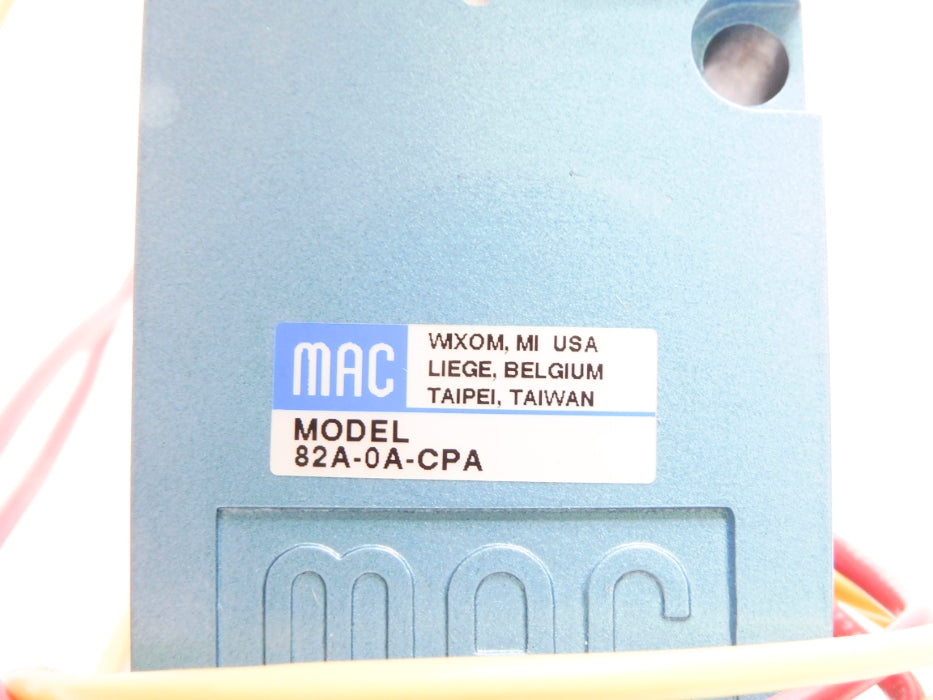 MAC
WIXOM, MI USA
LIEGE, BELGIUM
TAIPEI, TAIWAN
MODEL
82A-0A-CPA
MAC